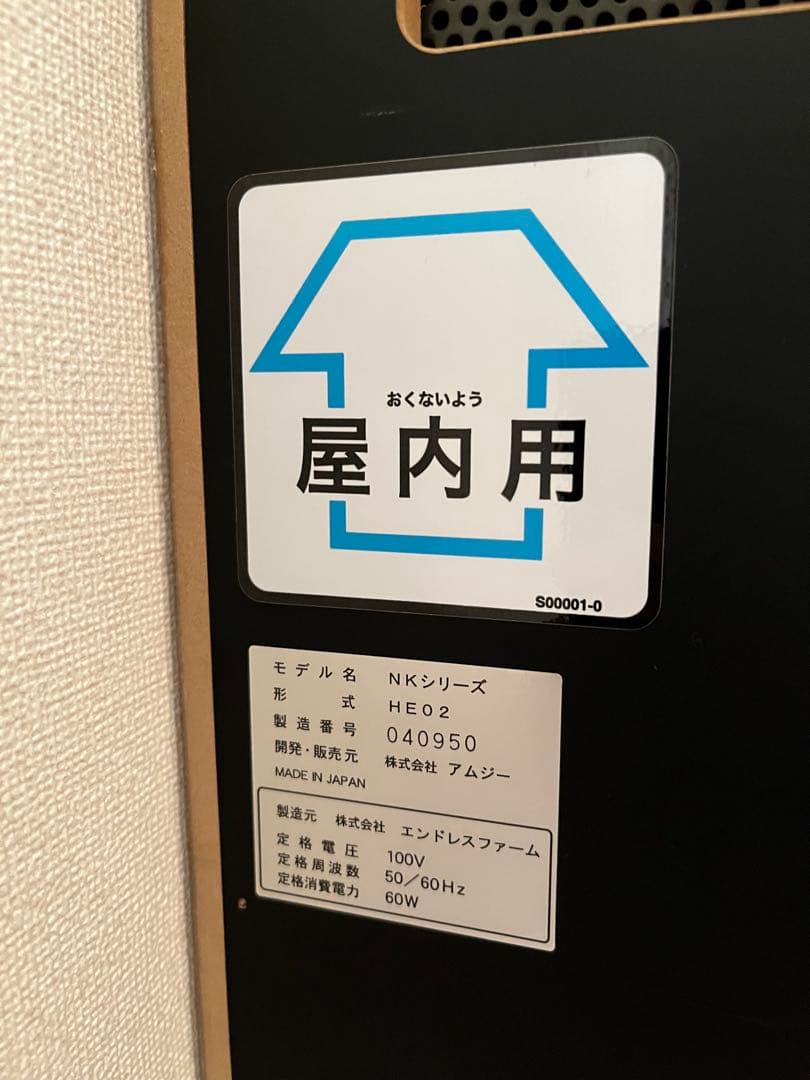 おくないよう
屋内用
S00001-0
モデル名 NKシリーズ
形式 HE02
製造番号 040950
開発・販売元 株式会社 アムジー
MADE IN JAPAN
製造元 株式会社 エンドレスファーム
定格電圧 100V
定格周波数 50／60Hz
定格消費電力 60W